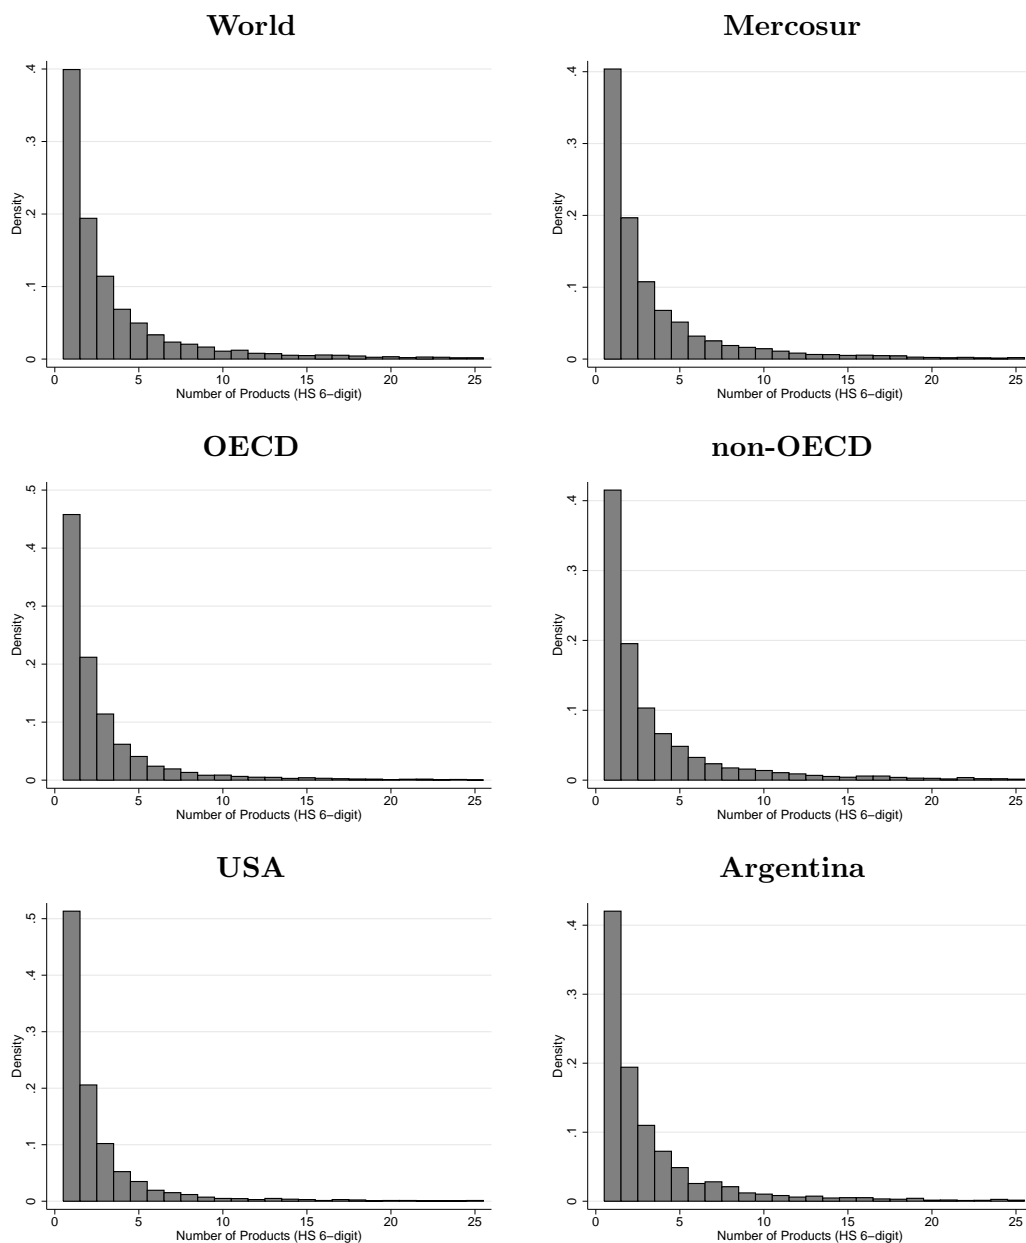 World
Mercosur
Density
0 .1 .2 .3 .4
0 5 10 15 20 25
Number of Products (HS 6−digit)
Density
0 .1 .2 .3 .4
0 5 10 15 20 25
Number of Products (HS 6−digit)
OECD
non-OECD
Density
0 .1 .2 .3 .4 .5
0 5 10 15 20 25
Number of Products (HS 6−digit)
Density
0 .1 .2 .3 .4
0 5 10 15 20 25
Number of Products (HS 6−digit)
USA
Argentina
Density
0 .1 .2 .3 .4 .5
0 5 10 15 20 25
Number of Products (HS 6−digit)
Density
0 .1 .2 .3 .4
0 5 10 15 20 25
Number of Products (HS 6−digit)